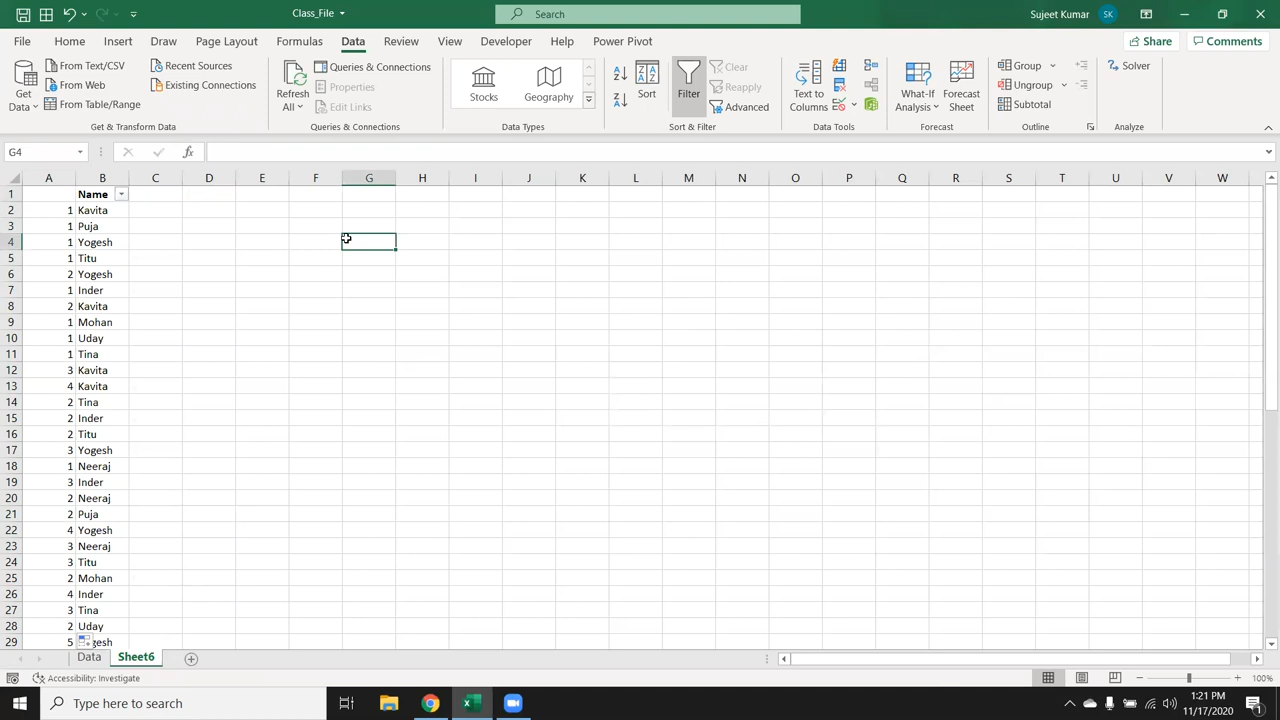 Class_File
Search
Sujeet Kumar
SK
File
Home
Insert
Draw
Page Layout
Formulas
Data
Review
View
Developer
Help
Power Pivot
Share
Comments
Get
Data
From Text/CSV
From Web
From Table/Range
Recent Sources
Existing Connections
Get & Transform Data
Refresh
All
Queries & Connections
Properties
Edit Links
Queries & Connections
Stocks
Geography
Data Types
Sort
Filter
Clear
Reapply
Advanced
Sort & Filter
Text to
Columns
Data Tools
What-If
Analysis
Forecast
Sheet
Forecast
Group
Ungroup
Subtotal
Outline
Solver
Analyze
G4
fx
A B C D E F G H I J K L M N O P Q R S T U V W
1 Name
2 1 Kavita
3 1 Puja
4 1 Yogesh
5 1 Titu
6 2 Yogesh
7 1 Inder
8 2 Kavita
9 1 Mohan
10 1 Uday
11 1 Tina
12 3 Kavita
13 4 Kavita
14 2 Tina
15 2 Inder
16 2 Titu
17 3 Yogesh
18 1 Neeraj
19 3 Inder
20 2 Neeraj
21 2 Puja
22 4 Yogesh
23 3 Neeraj
24 3 Titu
25 2 Mohan
26 4 Inder
27 3 Tina
28 2 Uday
29 5
Data
Sheet6
Accessibility: Investigate
100%
Type here to search
1:21 PM
11/17/2020